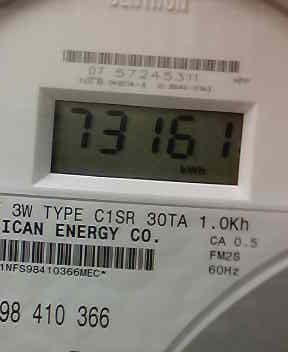 CENTRON
07 57245311
73161
kWh
3W TYPE C1SR 30TA 1.0Kh
ICAN ENERGY CO.
CA 0.5
FM2S
60Hz
1NFS98410366MEC*
98 410 366